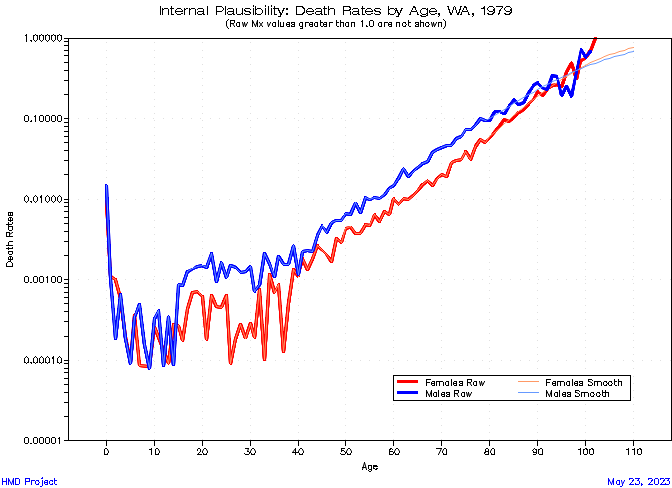 Internal Plausibility: Death Rates by Age, WA, 1979
(Raw Mx values greater than 1.0 are not shown)
Death Rates
1.00000
0.10000
0.01000
0.00100
0.00010
0.00001
Females Raw
Females Smooth
Males Raw
Males Smooth
0 10 20 30 40 50 60 70 80 90 100 110
Age
HMD Project
May 23, 2023